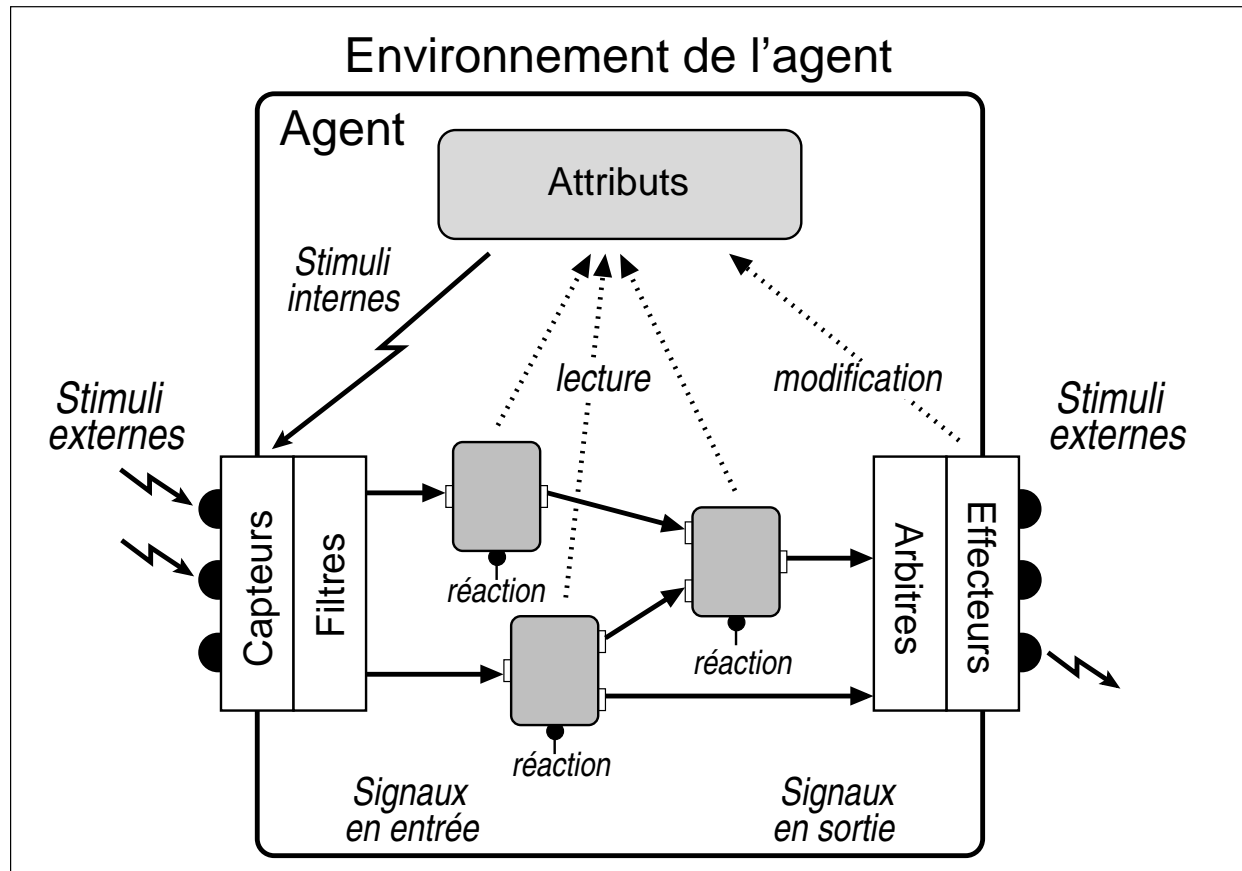 Environnement de l'agent
Agent
Attributs
Stimuli
internes
lecture
modification
Stimuli
externes
Stimuli
externes
Capteurs
Filtres
réaction
réaction
réaction
Arbitres
Effecteurs
Signaux
en entrée
Signaux
en sortie